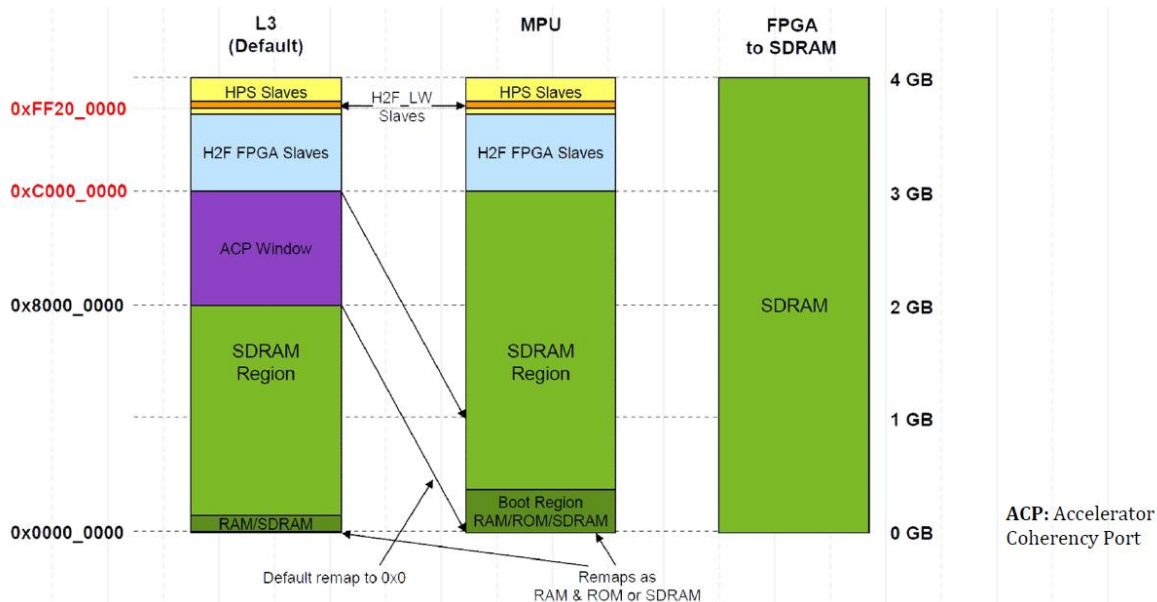 L3
(Default)
MPU
FPGA
to SDRAM
HPS Slaves
H2F_LW
Slaves
HPS Slaves
4 GB
0xFF20_0000
H2F FPGA Slaves
H2F FPGA Slaves
0xC000_0000
3 GB
ACP Window
0x8000_0000
2 GB
SDRAM
SDRAM
Region
SDRAM
Region
1 GB
RAM/SDRAM
Boot Region
RAM/ROM/SDRAM
0x0000_0000
0 GB
ACP: Accelerator
Coherency Port
Default remap to 0x0
Remaps as
RAM & ROM or SDRAM